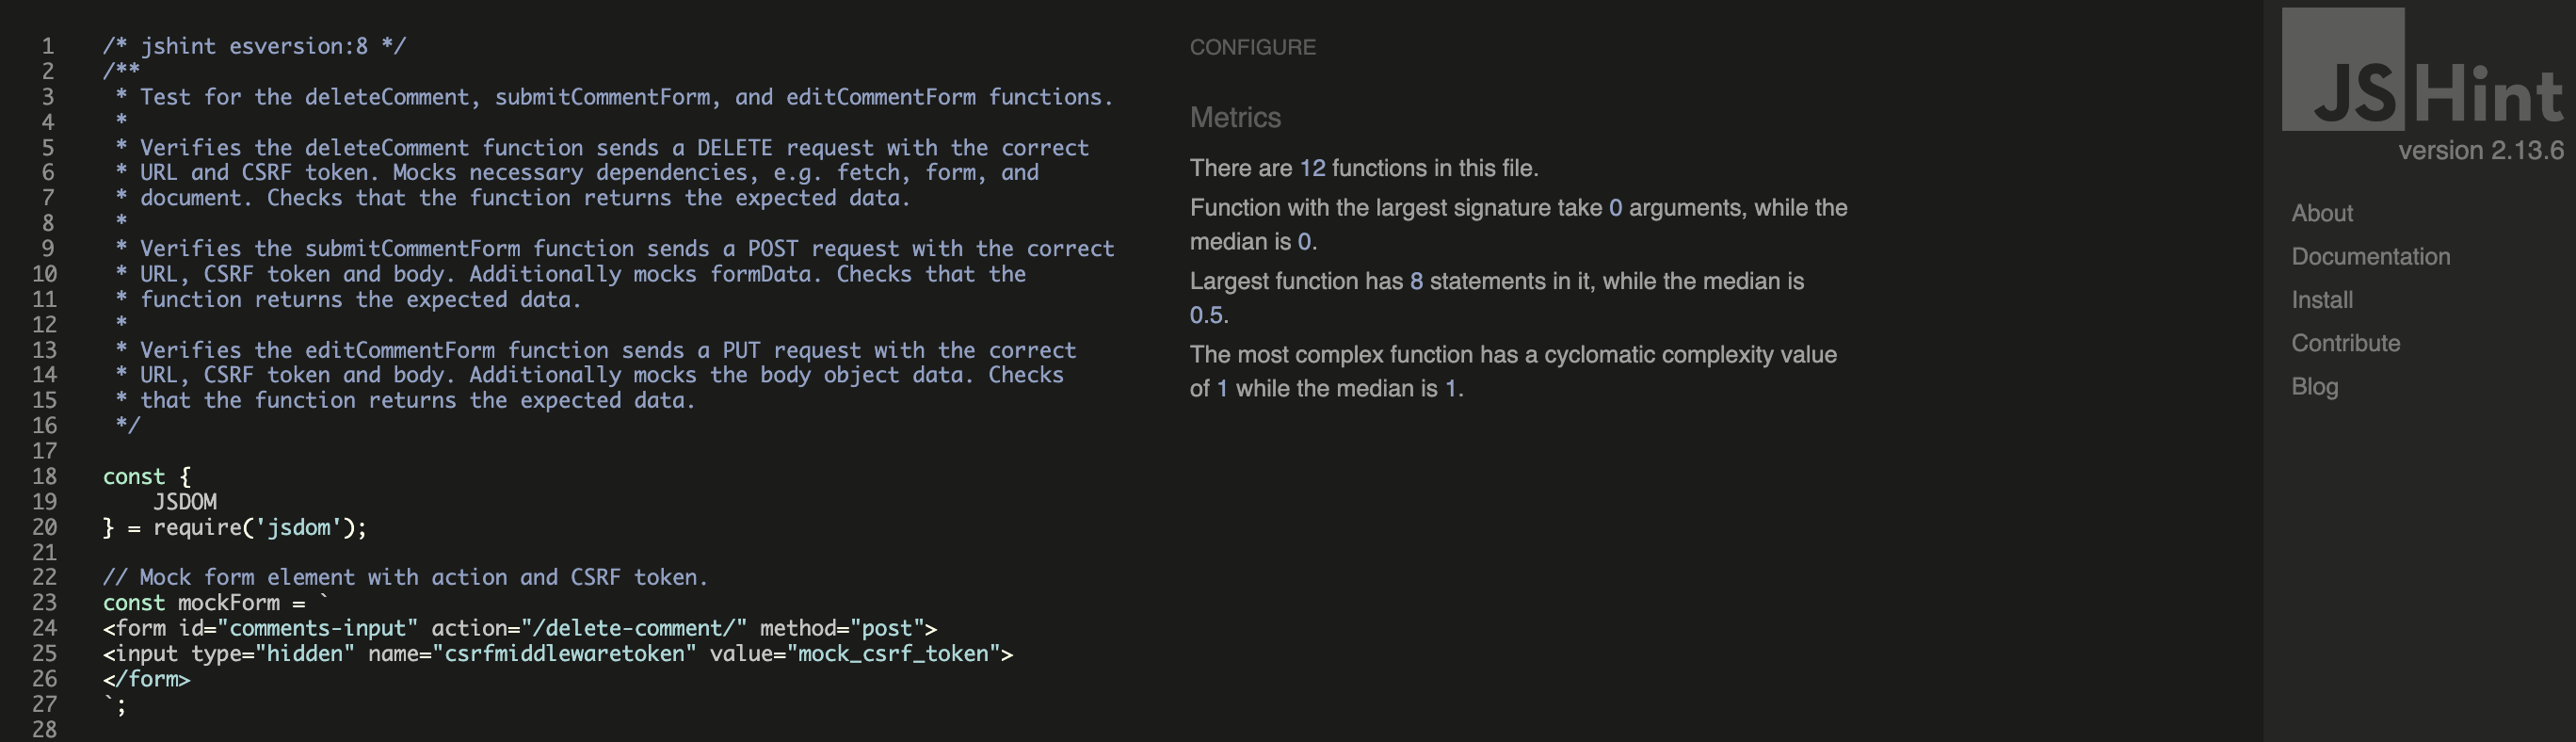 1 /* jshint esversion:8 */
2 /**
3 * Test for the deleteComment, submitCommentForm, and editCommentForm functions.
4 *
5 * Verifies the deleteComment function sends a DELETE request with the correct
6 * URL and CSRF token. Mocks necessary dependencies, e.g. fetch, form, and
7 * document. Checks that the function returns the expected data.
8 *
9 * Verifies the submitCommentForm function sends a POST request with the correct
10 * URL, CSRF token and body. Additionally mocks formData. Checks that the
11 * function returns the expected data.
12 *
13 * Verifies the editCommentForm function sends a PUT request with the correct
14 * URL, CSRF token and body. Additionally mocks the body object data. Checks
15 * that the function returns the expected data.
16 */
17
18 const {
19 JSDOM
20 } = require('jsdom');
21
22 // Mock form element with action and CSRF token.
23 const mockForm = `
24 <form id="comments-input" action="/delete-comment/" method="post">
25 <input type="hidden" name="csrfmiddlewaretoken" value="mock_csrf_token">
26 </form>
27 `;
28
CONFIGURE
Metrics
There are 12 functions in this file.
Function with the largest signature take 0 arguments, while the
median is 0.
Largest function has 8 statements in it, while the median is
0.5.
The most complex function has a cyclomatic complexity value
of 1 while the median is 1.
JSHint
version 2.13.6
About
Documentation
Install
Contribute
Blog